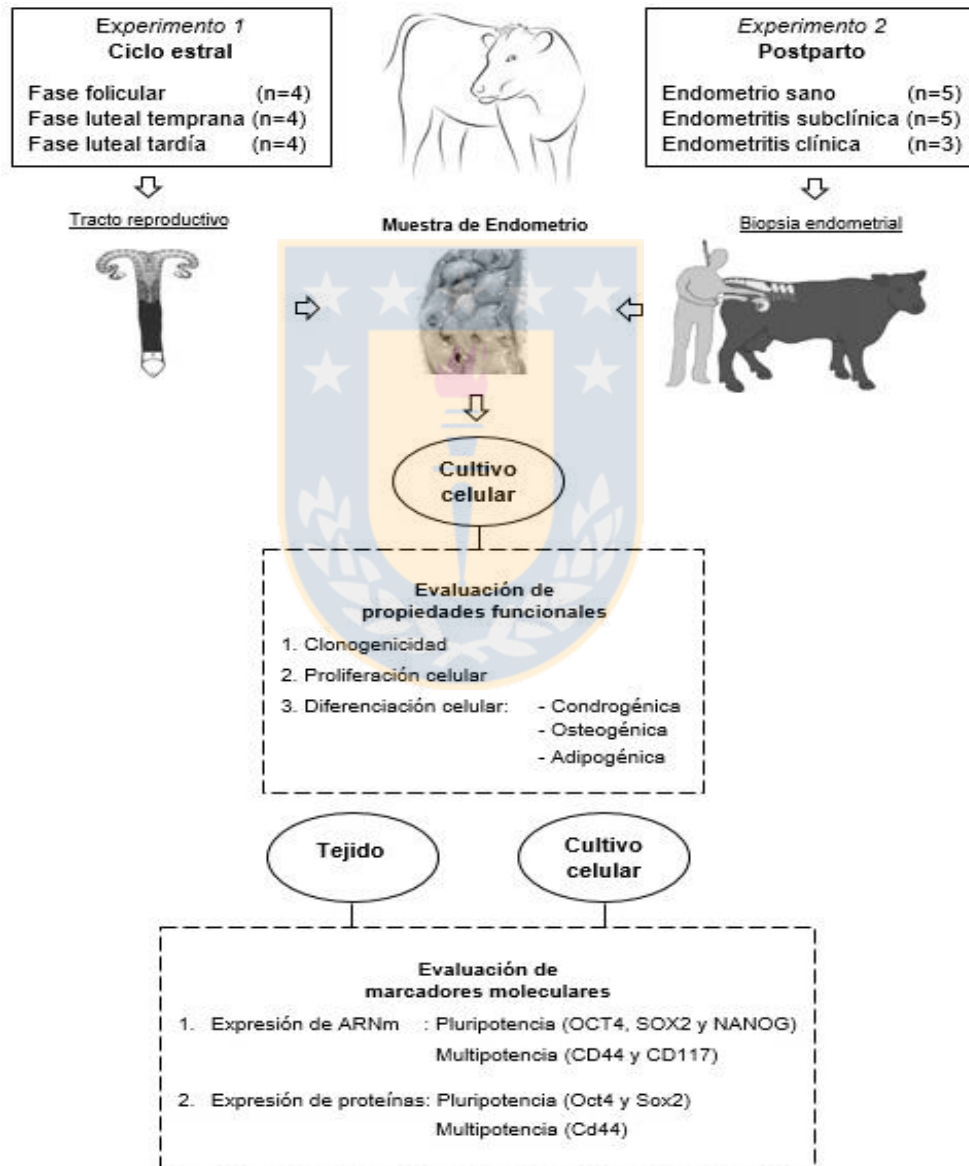 Experimento 1
Ciclo estral
Fase folicular (n=4)
Fase luteal temprana (n=4)
Fase luteal tardía (n=4)
Experimento 2
Postparto
Endometrio sano (n=5)
Endometritis subclínica (n=5)
Endometritis clínica (n=3)
Tracto reproductivo
Muestra de Endometrio
Biopsia endometrial
Cultivo
celular
Evaluación de
propiedades funcionales
1. Clonogenicidad
2. Proliferación celular
3. Diferenciación celular: - Condrogénica
- Osteogénica
- Adipogénica
Tejido
Cultivo
celular
Evaluación de
marcadores moleculares
1. Expresión de ARNm : Pluripotencia (OCT4, SOX2 y NANOG)
Multipotencia (CD44 y CD117)
2. Expresión de proteínas: Pluripotencia (Oct4 y Sox2)
Multipotencia (Cd44)